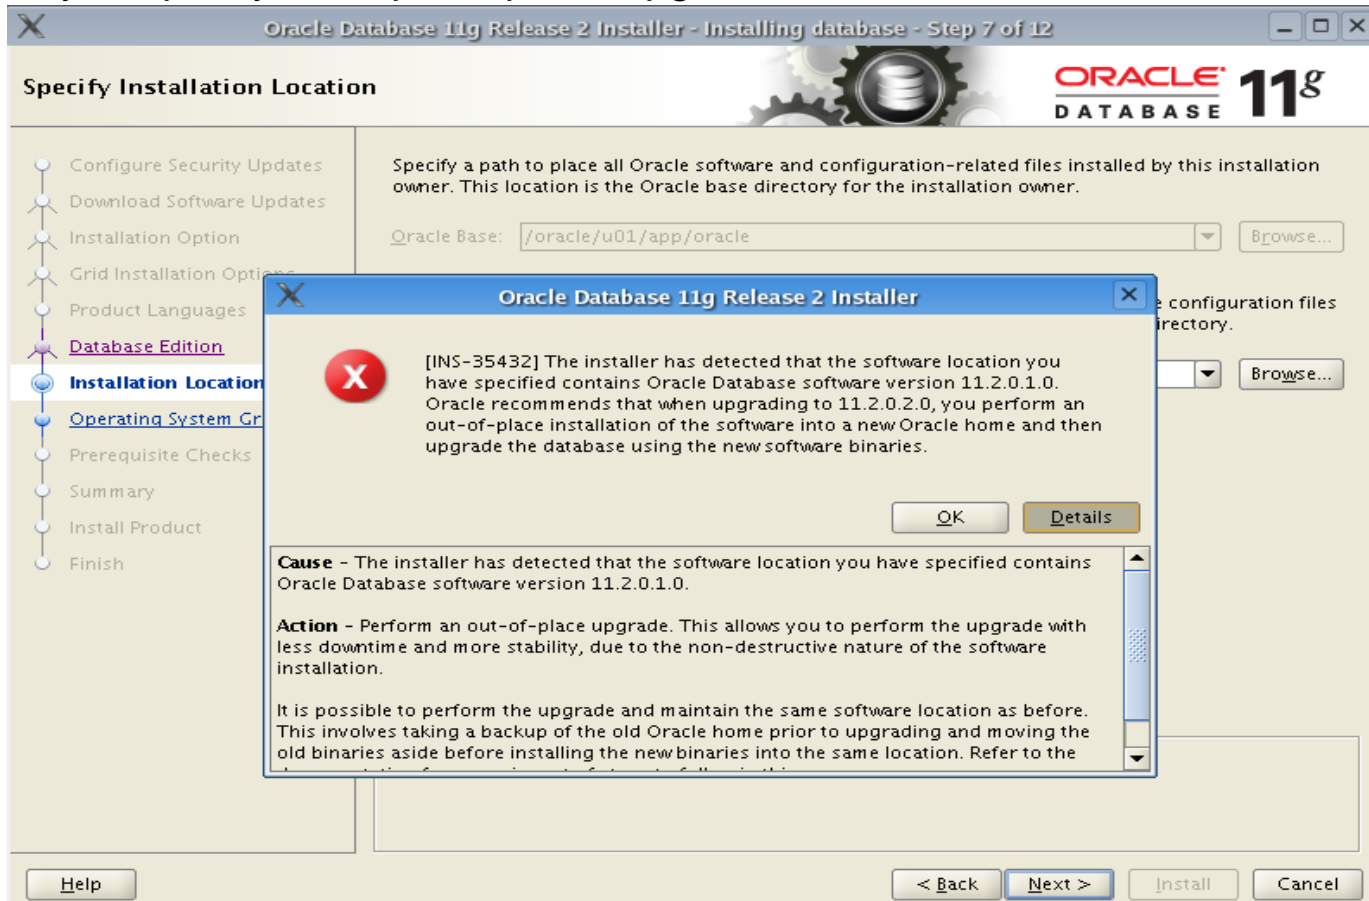 Oracle Database 11g Release 2 Installer - Installing database - Step 7 of 12
Specify Installation Location
ORACLE 11g
DATABASE
Configure Security Updates
Download Software Updates
Installation Option
Grid Installation Options
Product Languages
Database Edition
Installation Location
Operating System Gr
Prerequisite Checks
Summary
Install Product
Finish
Specify a path to place all Oracle software and configuration-related files installed by this installation
owner. This location is the Oracle base directory for the installation owner.
Oracle Base: /oracle/u01/app/oracle Browse...
e configuration files
irectory.
Browse...
Oracle Database 11g Release 2 Installer
[INS-35432] The installer has detected that the software location you
have specified contains Oracle Database software version 11.2.0.1.0.
Oracle recommends that when upgrading to 11.2.0.2.0, you perform an
out-of-place installation of the software into a new Oracle home and then
upgrade the database using the new software binaries.
OK Details
Cause - The installer has detected that the software location you have specified contains
Oracle Database software version 11.2.0.1.0.
Action - Perform an out-of-place upgrade. This allows you to perform the upgrade with
less downtime and more stability, due to the non-destructive nature of the software
installation.
It is possible to perform the upgrade and maintain the same software location as before.
This involves taking a backup of the old Oracle home prior to upgrading and moving the
old binaries aside before installing the new binaries into the same location. Refer to the
Help < Back Next > Install Cancel